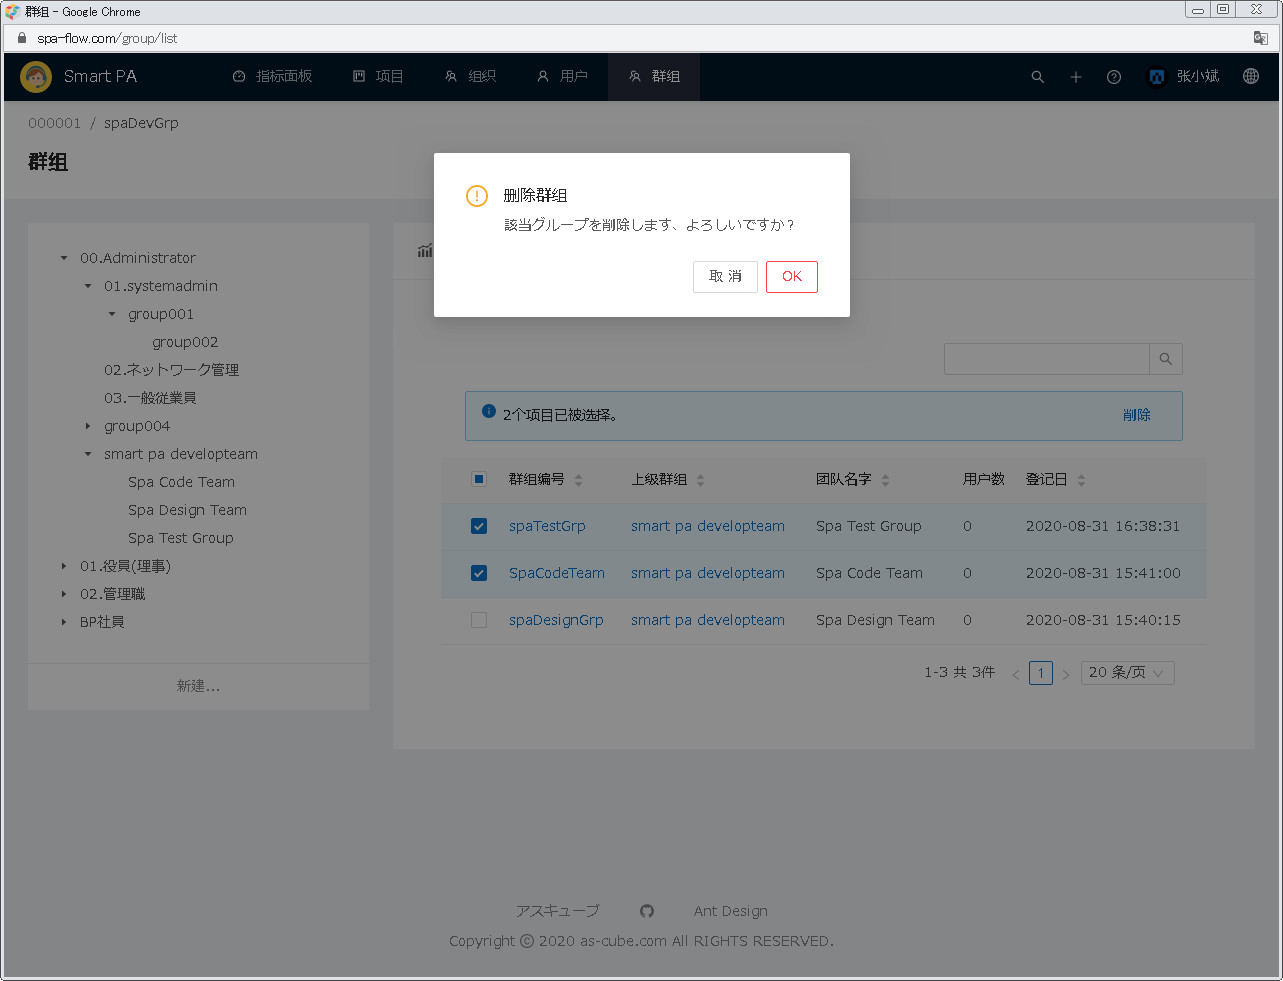 群组 - Google Chrome
spa-flow.com/group/list
Smart PA 指标面板 项目 组织 用户 群组 张小斌
000001 / spaDevGrp
群组
删除群组
該当グループを削除します、よろしいですか？
取 消 OK
00.Administrator
01.systemadmin
group001
group002
02.ネットワーク管理
03.一般従業員
group004
smart pa developteam
Spa Code Team
Spa Design Team
Spa Test Group
01.役員(理事)
02.管理職
BP社員
新建...
2个项目已被选择。 削除
群组编号 上级群组 团队名字 用户数 登记日
spaTestGrp smart pa developteam Spa Test Group 0 2020-08-31 16:38:31
SpaCodeTeam smart pa developteam Spa Code Team 0 2020-08-31 15:41:00
spaDesignGrp smart pa developteam Spa Design Team 0 2020-08-31 15:40:15
1-3 共 3件 < 1 > 20 条/页
アスキューブ Ant Design
Copyright © 2020 as-cube.com All RIGHTS RESERVED.